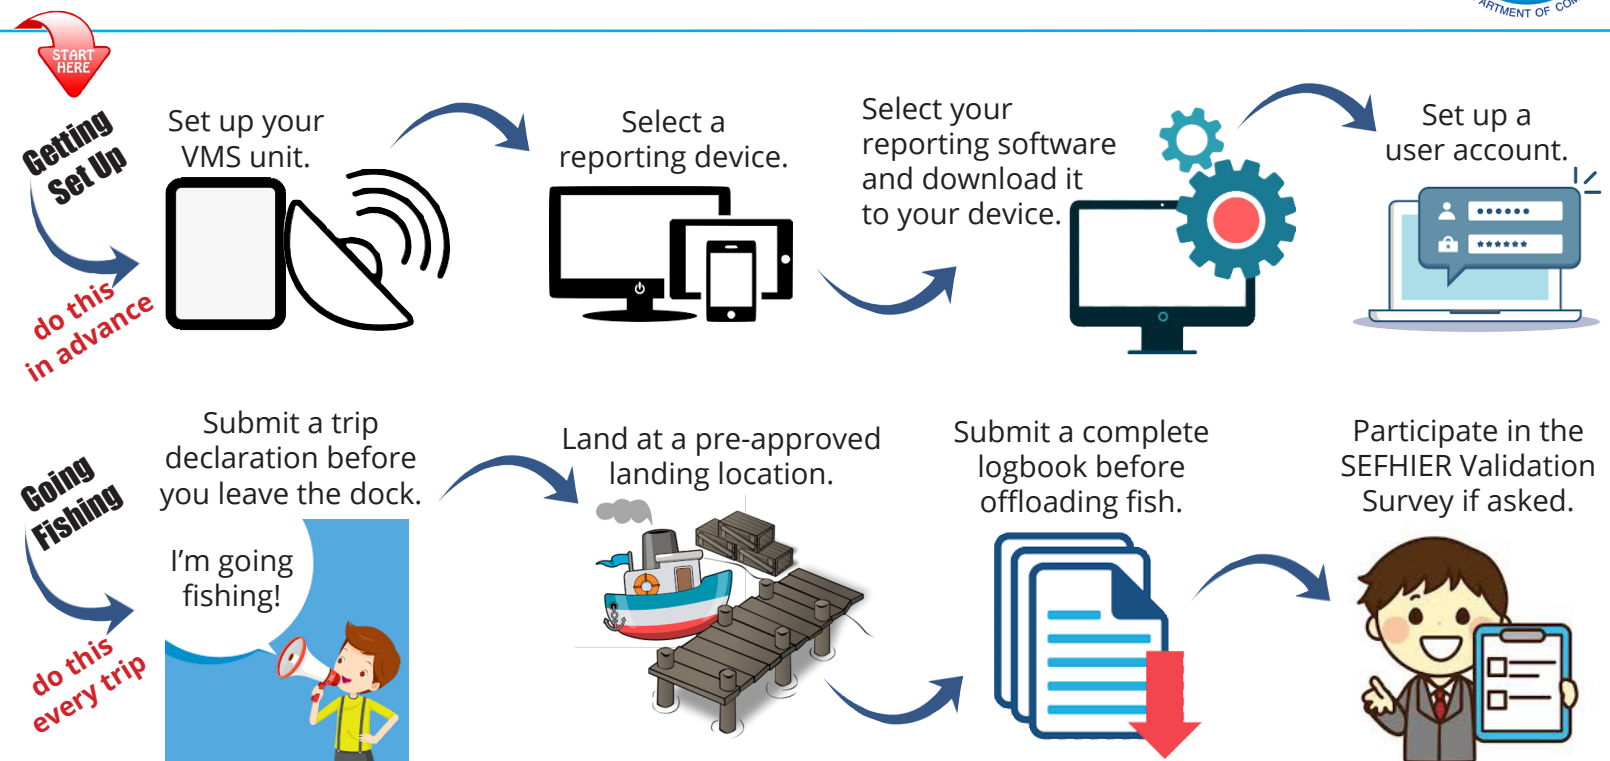 DEPARTMENT OF COM
START
HERE
Getting
Set Up
do this
in advance
Set up your
VMS unit.
Select a
reporting device.
Select your
reporting software
and download it
to your device.
Set up a
user account.
••••••
******
Going
Fishing
do this
every trip
Submit a trip
declaration before
you leave the dock.
I’m going
fishing!
Land at a pre-approved
landing location.
Submit a complete
logbook before
offloading fish.
Participate in the
SEFHIER Validation
Survey if asked.